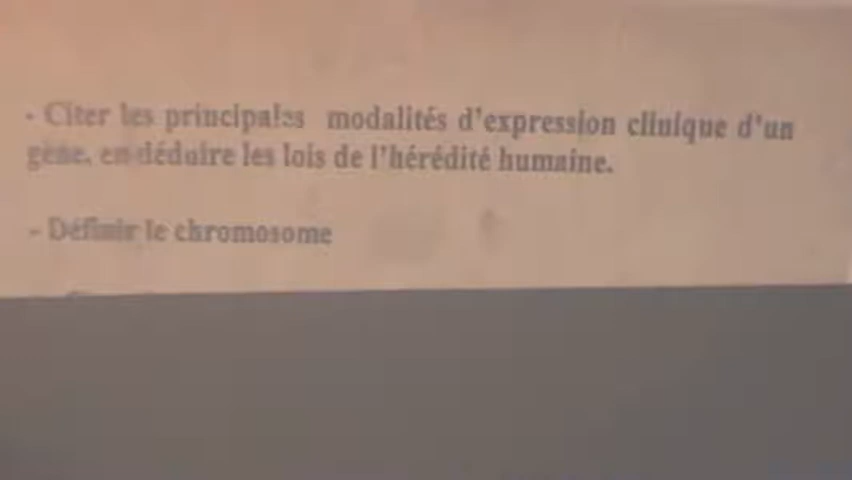 - Citer les principales modalités d'expression clinique d'un
gène, en déduire les lois de l'hérédité humaine.
- Définir le chromosome